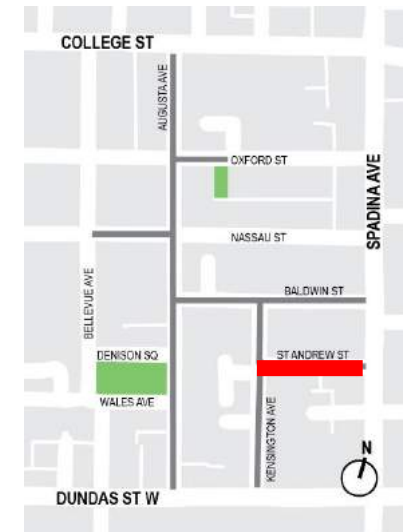 COLLEGE ST
AUGUSTA AVE
OXFORD ST
SPADINA AVE
NASSAU ST
BELLEVUE AVE
BALDWIN ST
DENISON SQ
ST ANDREW ST
WALES AVE
KENSINGTON AVE
N
DUNDAS ST W